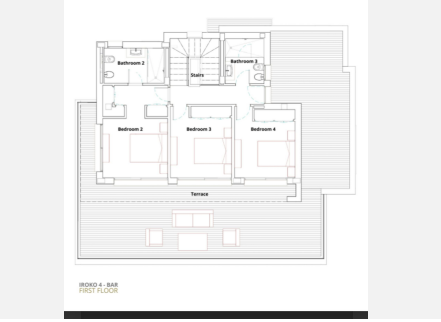 Bathroom 2
Bathroom 3
Stairs
Bedroom 2
Bedroom 3
Bedroom 4
Terrace
IROKO 4 - BAR
FIRST FLOOR